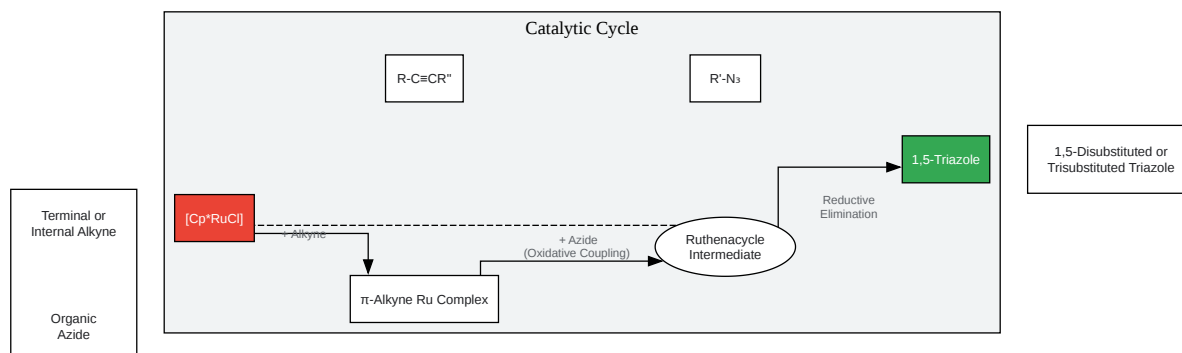 Catalytic Cycle
R-C≡CR"
R'-N₃
1,5-Triazole
1,5-Disubstituted or
Trisubstituted Triazole
Terminal or
Internal Alkyne
[Cp*RuCl]
+ Alkyne
Reductive
Elimination
+ Azide
(Oxidative Coupling)
Ruthenacycle
Intermediate
π-Alkyne Ru Complex
Organic
Azide